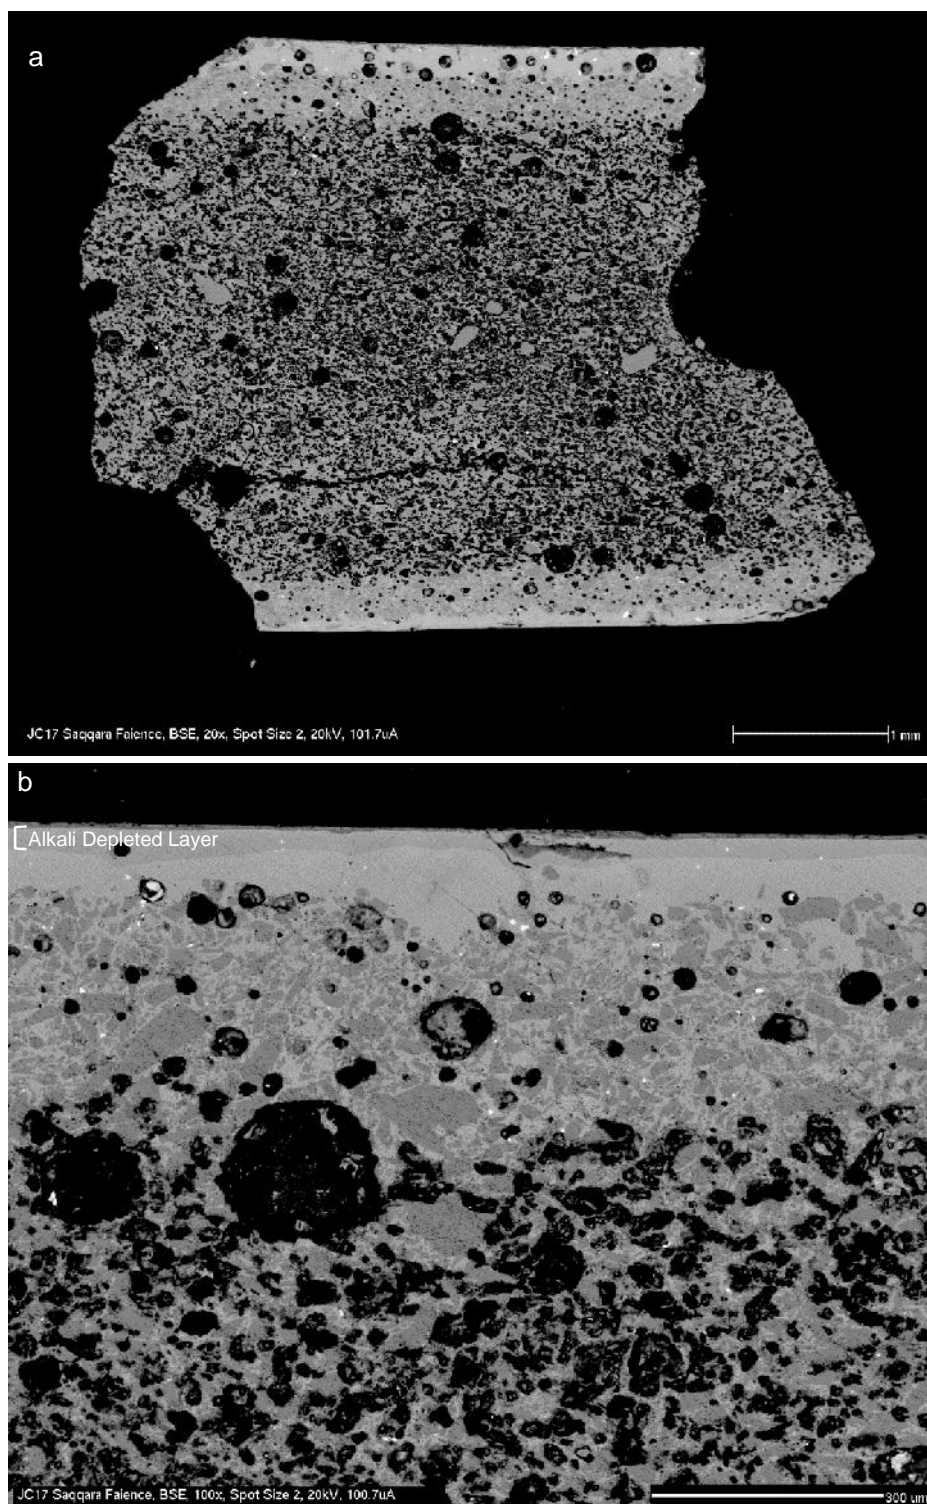 a
JC17 Saqqara Faience, BSE, 20x, Spot Size 2, 20kV, 101.7uA
1 mm
b
Alkali Depleted Layer
JC17 Saqqara Faience, BSE, 100x, Spot Size 2, 20kV, 100.7uA
300 um